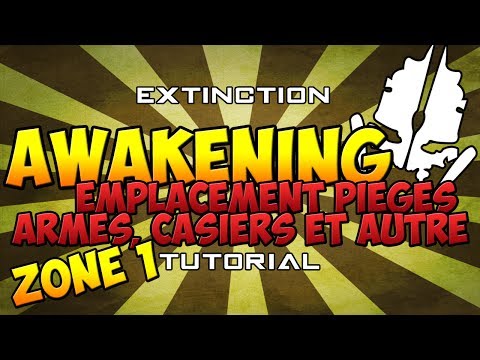 EXTINCTION
AWAKENING
EMPLACEMENT PIEGES
ARMES, CASIERS ET AUTRE
ZONE 1
TUTORIAL